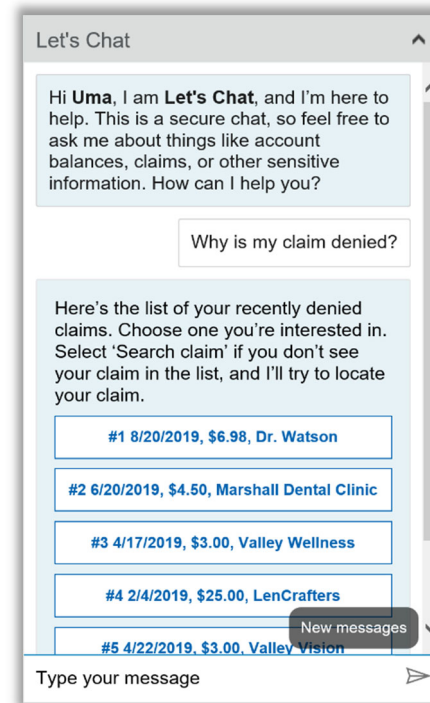 Let's Chat
Hi Uma, I am Let's Chat, and I'm here to
help. This is a secure chat, so feel free to
ask me about things like account
balances, claims, or other sensitive
information. How can I help you?
Why is my claim denied?
Here's the list of your recently denied
claims. Choose one you're interested in.
Select ‘Search claim’ if you don't see
your claim in the list, and I'll try to locate
your claim.
#1 8/20/2019, $6.98, Dr. Watson
#2 6/20/2019, $4.50, Marshall Dental Clinic
#3 4/17/2019, $3.00, Valley Wellness
#4 2/4/2019, $25.00, LenCrafters
New messages
#5 4/22/2019, $3.00, Valley Vision
Type your message